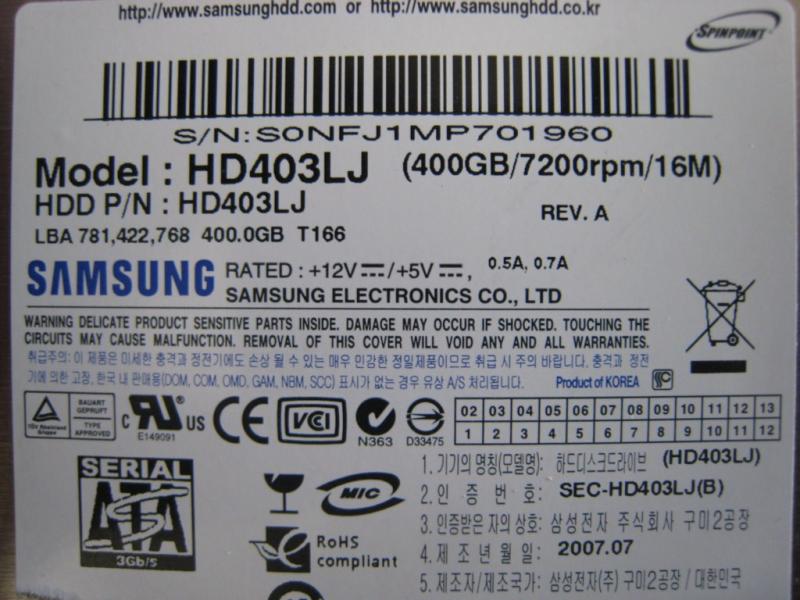 http://www.samsunghdd.com or http://www.samsunghdd.co.kr
SPINPOINT
S/N:S0NFJ1MP701960
Model : HD403LJ (400GB/7200rpm/16M)
HDD P/N : HD403LJ
REV. A
LBA 781,422,768 400.0GB T166
SAMSUNG RATED : +12V /+5V , 0.5A, 0.7A
SAMSUNG ELECTRONICS CO., LTD
WARNING DELICATE PRODUCT SENSITIVE PARTS INSIDE. DAMAGE MAY OCCUR IF SHOCKED. TOUCHING THE
CIRCUITS MAY CAUSE MALFUNCTION. REMOVAL OF THIS COVER WILL VOID ANY AND ALL WARRANTIES.
취급주의: 이 제품은 미세한 충격과 정전기에도 손상 될 수 있는 매우 민감한 정밀제품이므로 취급 시 주의 바랍니다. 충격과 정전
기에 의한 고장, 한국 내 판매용(DOM, COM, OMD, GAM, NBM, SCC) 표시가 없는 경우 유상 A/S 처리됩니다.
Product of KOREA
BAUART GEPRUFT
TYPE APPROVED
c RU US
E149091
CE
VCI
N363
D33475
02 03 04 05 06 07 08 09 10 11 12 13
1 2 3 4 5 6 7 8 9 10 11 12
SERIAL
ATA
3Gb/s
MIC
RoHS
compliant
1. 기기의 명칭(모델명): 하드디스크드라이브 (HD403LJ)
2. 인 증 번 호: SEC-HD403LJ(B)
3. 인증받은 자의 상호: 삼성전자 주식회사 구미2공장
4. 제 조 년 월 일: 2007.07
5. 제조자/제조국가: 삼성전자(주) 구미2공장 / 대한민국